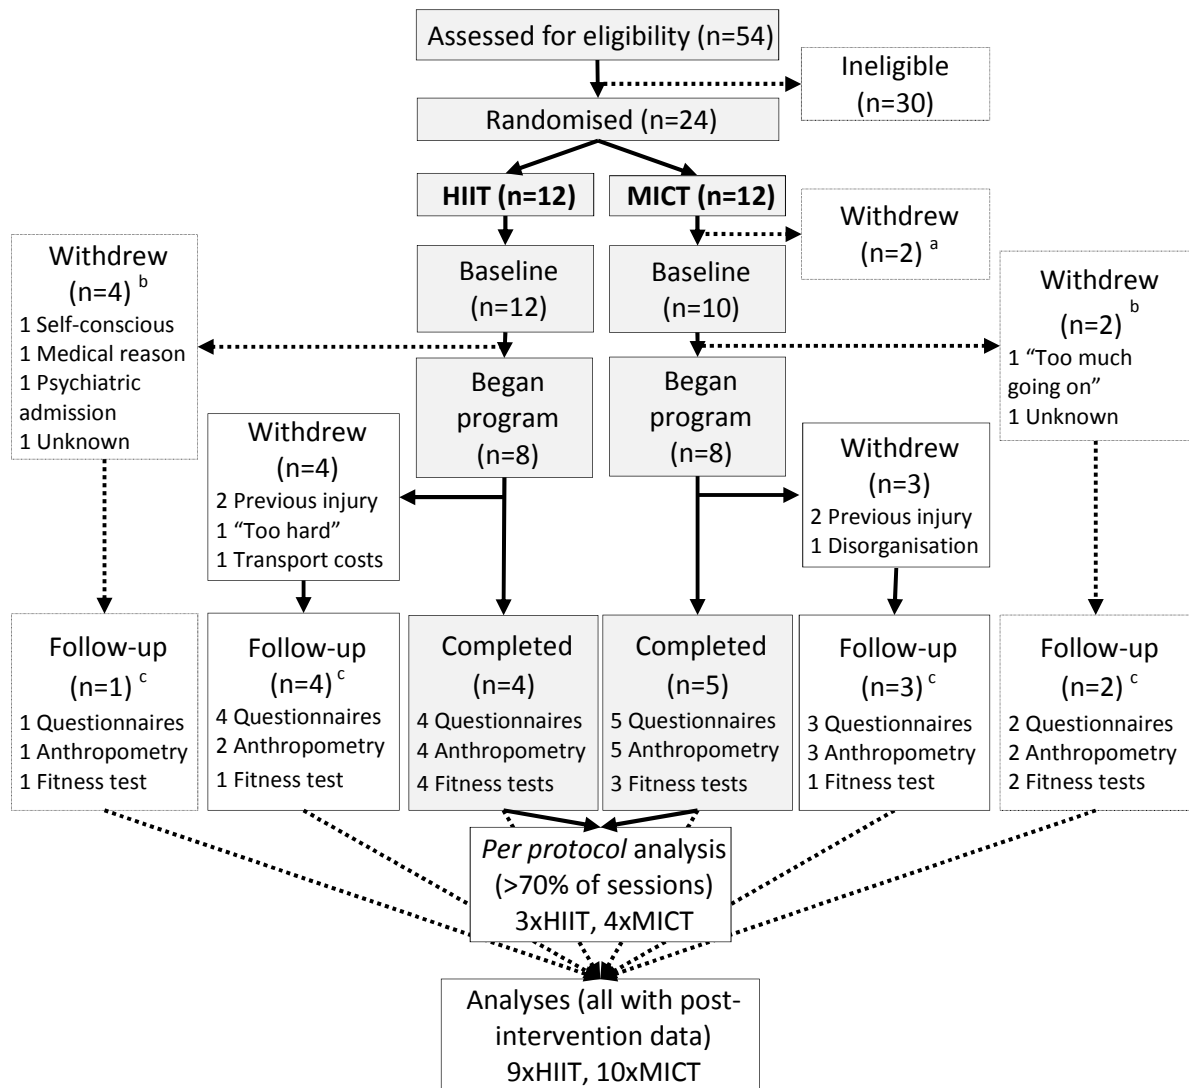 Assessed for eligibility (n=54)
Ineligible
(n=30)
Randomised (n=24)
HIIT (n=12)
MICT (n=12)
Withdrew
(n=2) a
Baseline
(n=12)
Baseline
(n=10)
Withdrew
(n=4) b
1 Self-conscious
1 Medical reason
1 Psychiatric
admission
1 Unknown
Withdrew
(n=2) b
1 “Too much
going on”
1 Unknown
Began
program
(n=8)
Began
program
(n=8)
Withdrew
(n=4)
2 Previous injury
1 “Too hard”
1 Transport costs
Withdrew
(n=3)
2 Previous injury
1 Disorganisation
Follow-up
(n=1) c
1 Questionnaires
1 Anthropometry
1 Fitness test
Follow-up
(n=4) c
4 Questionnaires
2 Anthropometry
1 Fitness test
Completed
(n=4)
4 Questionnaires
4 Anthropometry
4 Fitness tests
Completed
(n=5)
5 Questionnaires
5 Anthropometry
3 Fitness tests
Follow-up
(n=3) c
3 Questionnaires
3 Anthropometry
1 Fitness test
Follow-up
(n=2) c
2 Questionnaires
2 Anthropometry
2 Fitness tests
Per protocol analysis
(>70% of sessions)
3xHIIT, 4xMICT
Analyses (all with post-
intervention data)
9xHIIT, 10xMICT